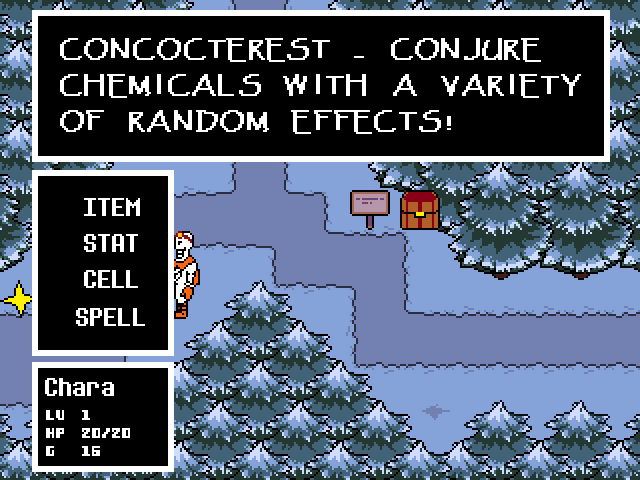 CONCOCTEREST - CONJURE
CHEMICALS WITH A VARIETY
OF RANDOM EFFECTS!
ITEM
STAT
CELL
SPELL
Chara
LV 1
HP 20/20
G 16